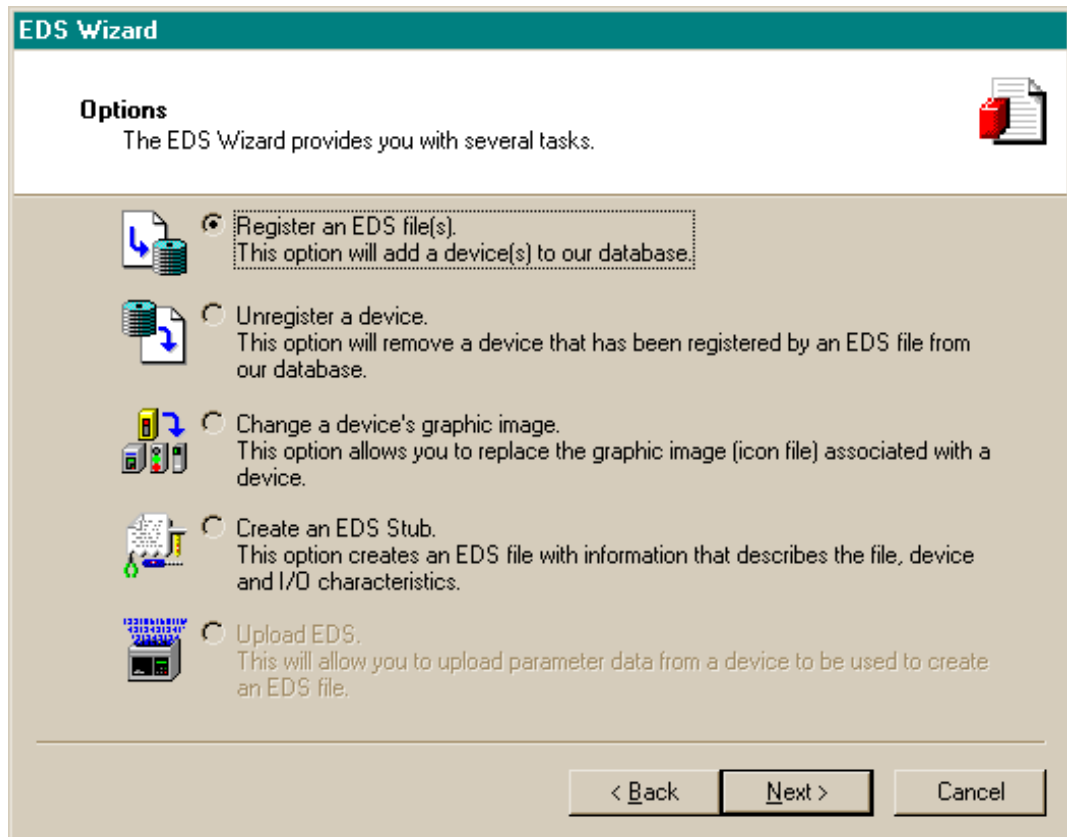 EDS Wizard
Options
The EDS Wizard provides you with several tasks.
Register an EDS file(s).
This option will add a device(s) to our database.
Unregister a device.
This option will remove a device that has been registered by an EDS file from
our database.
Change a device's graphic image.
This option allows you to replace the graphic image (icon file) associated with a
device.
Create an EDS Stub.
This option creates an EDS file with information that describes the file, device
and I/O characteristics.
Upload EDS.
This will allow you to upload parameter data from a device to be used to create
an EDS file.
< Back Next > Cancel